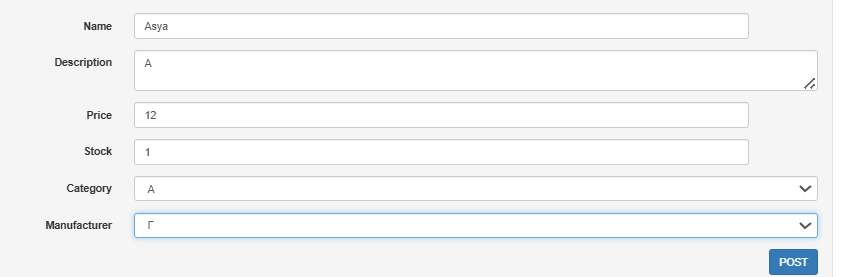 Name Asya
Description A
Price 12
Stock 1
Category A
Manufacturer Г
POST